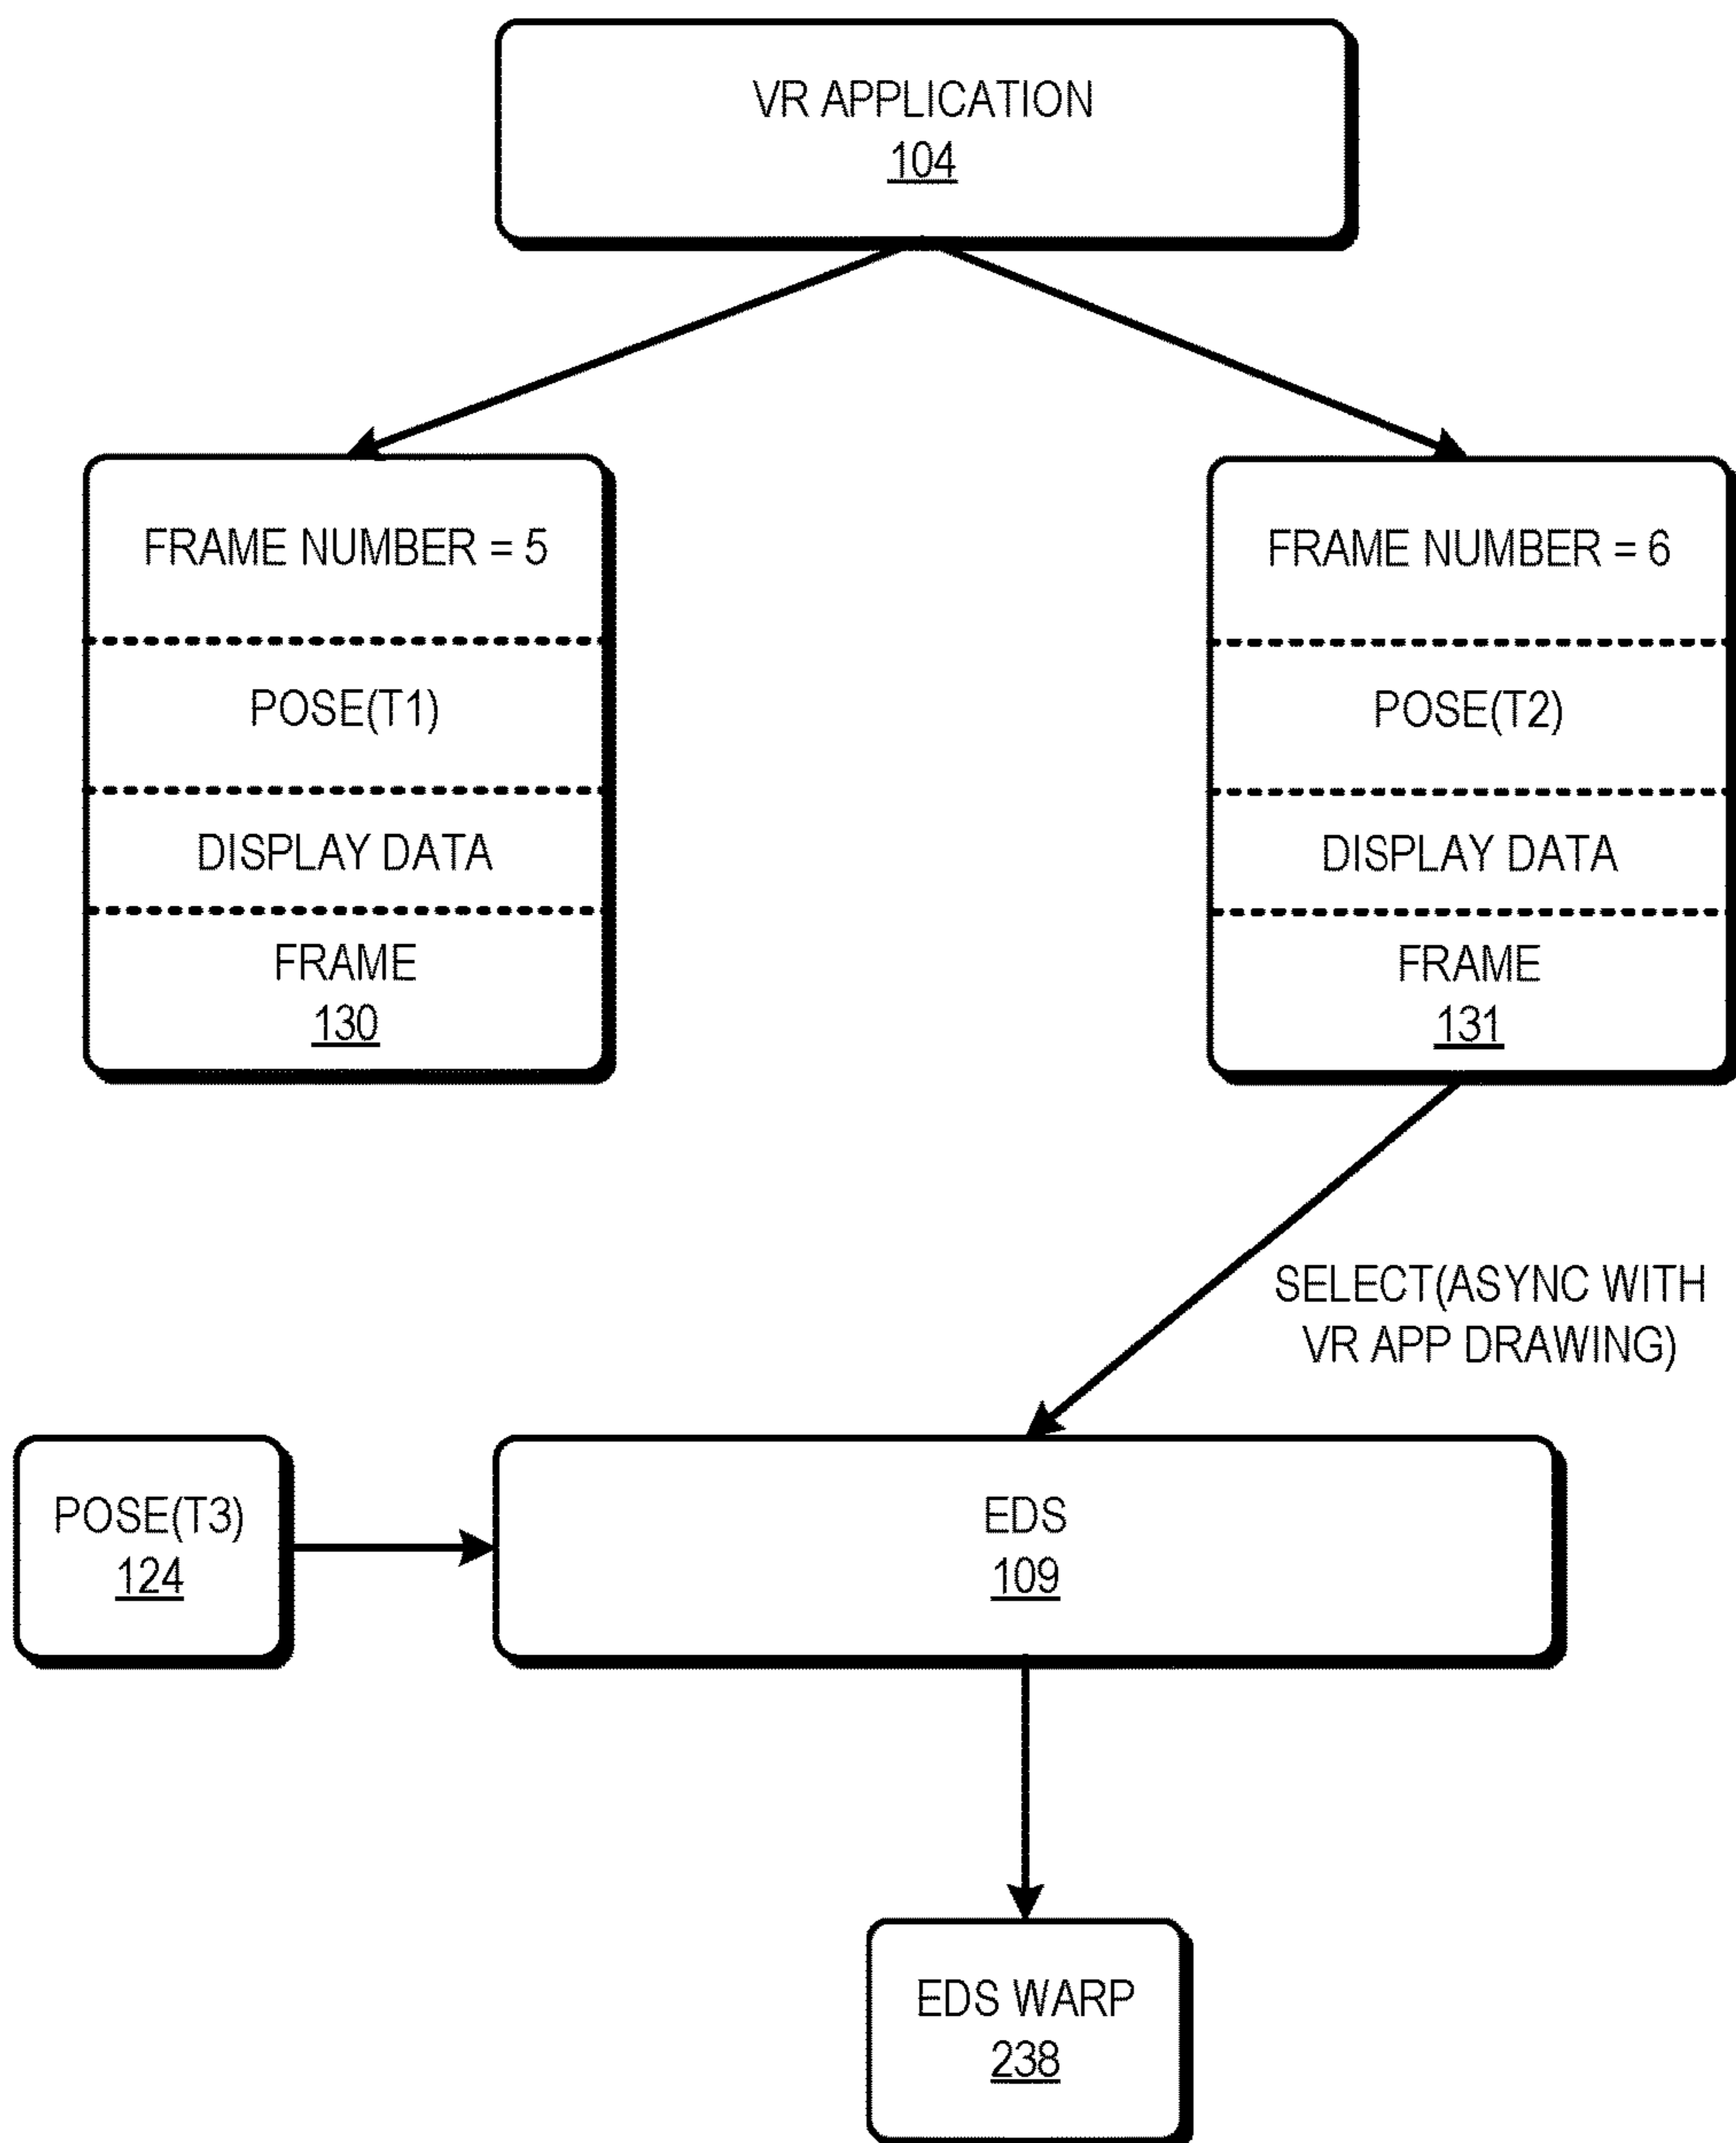 VR APPLICATION
104
FRAME NUMBER = 5
POSE(T1)
DISPLAY DATA
FRAME
130
FRAME NUMBER = 6
POSE(T2)
DISPLAY DATA
FRAME
131
SELECT(ASYNC WITH
VR APP DRAWING)
POSE(T3)
124
EDS
109
EDS WARP
238